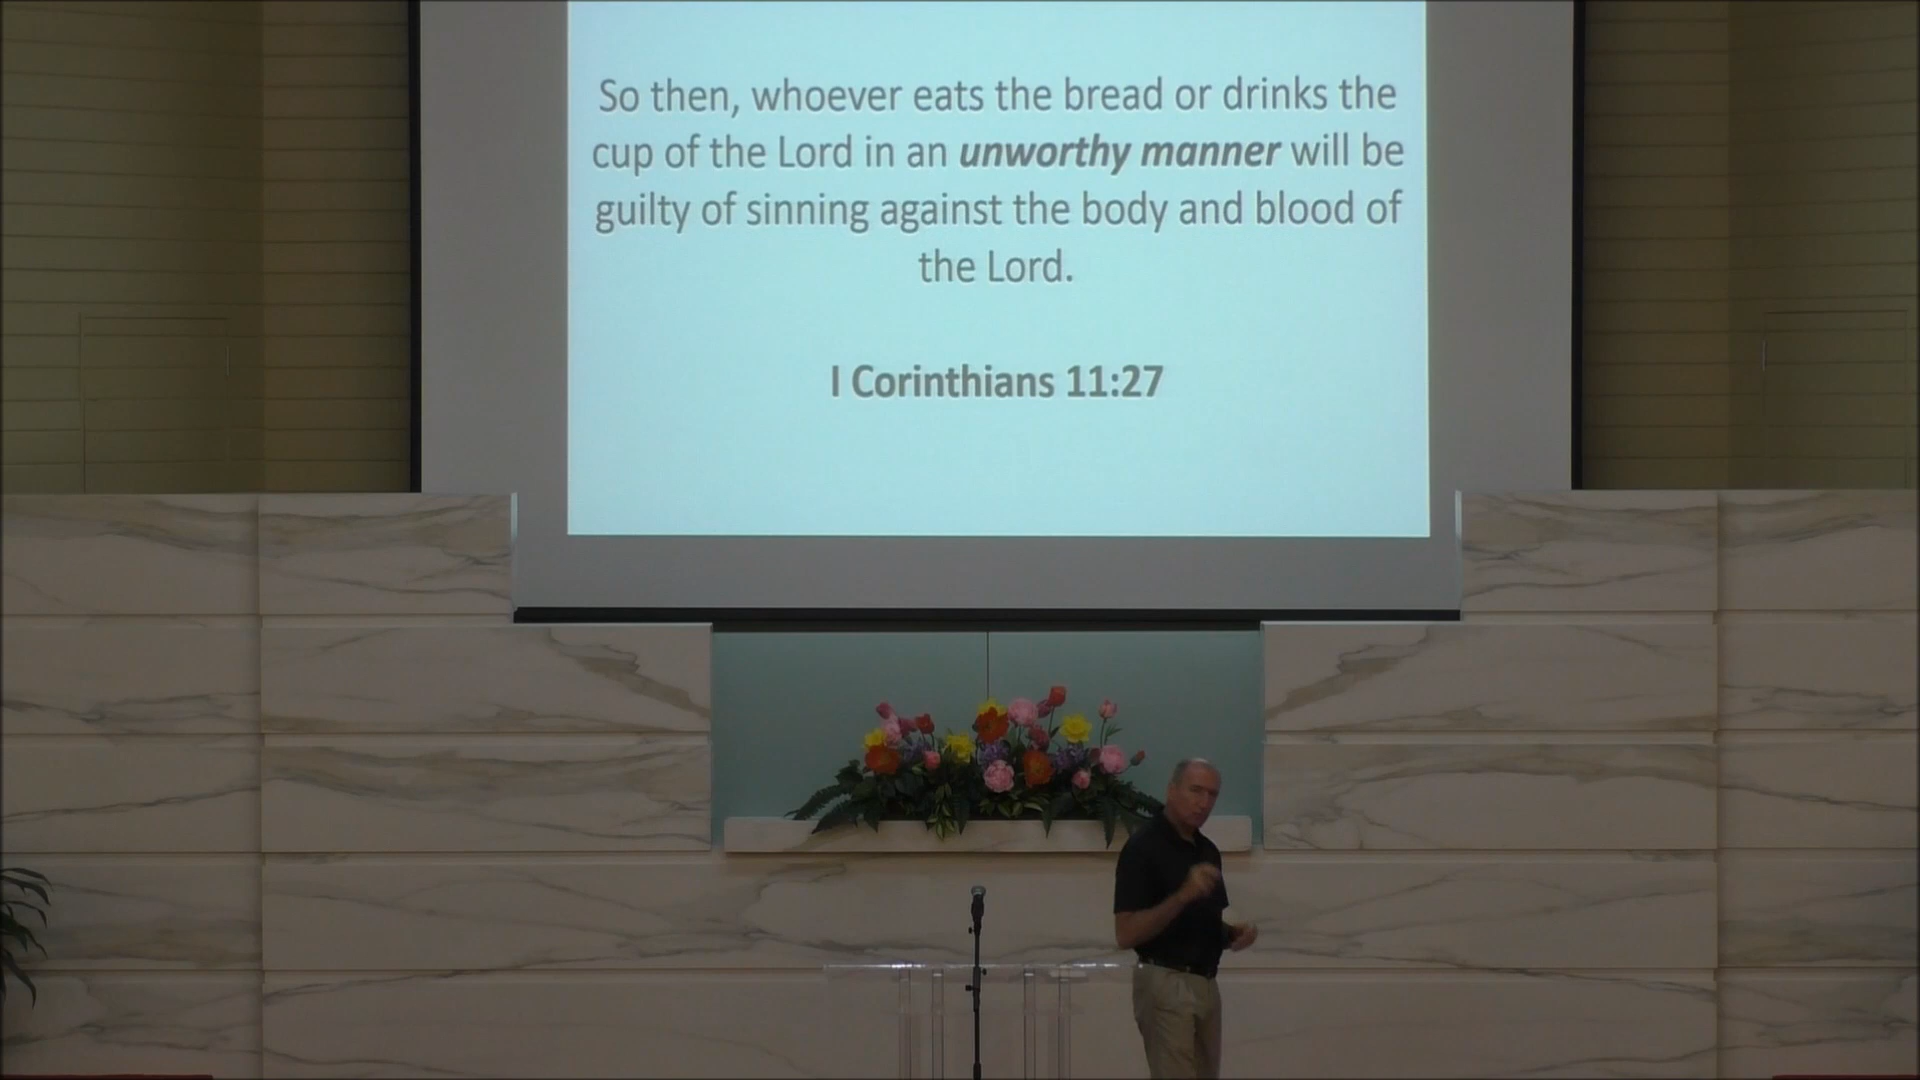 So then, whoever eats the bread or drinks the
cup of the Lord in an unworthy manner will be
guilty of sinning against the body and blood of
the Lord.
I Corinthians 11:27